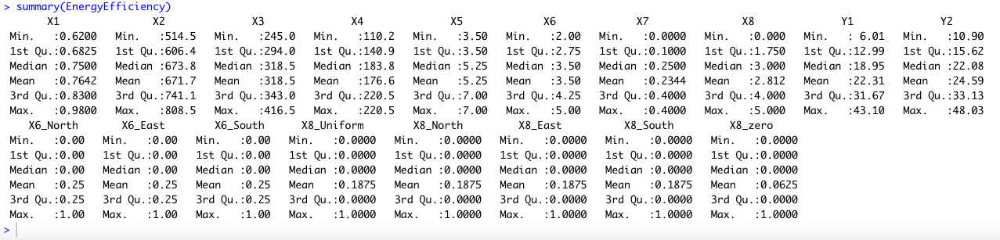 > summary(EnergyEfficiency)
X1 X2 X3 X4 X5 X6 X7 X8 Y1 Y2
Min. :0.6200 Min. :514.5 Min. :245.0 Min. :110.2 Min. :3.50 Min. :2.00 Min. :0.0000 Min. :0.000 Min. : 6.01 Min. :10.90
1st Qu.:0.6825 1st Qu.:606.4 1st Qu.:294.0 1st Qu.:140.9 1st Qu.:3.50 1st Qu.:2.75 1st Qu.:0.1000 1st Qu.:1.750 1st Qu.:12.99 1st Qu.:15.62
Median :0.7500 Median :673.8 Median :318.5 Median :183.8 Median :5.25 Median :3.50 Median :0.2500 Median :3.000 Median :18.95 Median :22.08
Mean :0.7642 Mean :671.7 Mean :318.5 Mean :176.6 Mean :5.25 Mean :3.50 Mean :0.2344 Mean :2.812 Mean :22.31 Mean :24.59
3rd Qu.:0.8300 3rd Qu.:741.1 3rd Qu.:343.0 3rd Qu.:220.5 3rd Qu.:7.00 3rd Qu.:4.25 3rd Qu.:0.4000 3rd Qu.:4.000 3rd Qu.:31.67 3rd Qu.:33.13
Max. :0.9800 Max. :808.5 Max. :416.5 Max. :220.5 Max. :7.00 Max. :5.00 Max. :0.4000 Max. :5.000 Max. :43.10 Max. :48.03
X6_North X6_East X6_South X8_Uniform X8_North X8_East X8_South X8_zero
Min. :0.00 Min. :0.00 Min. :0.00 Min. :0.0000 Min. :0.0000 Min. :0.0000 Min. :0.0000 Min. :0.0000
1st Qu.:0.00 1st Qu.:0.00 1st Qu.:0.00 1st Qu.:0.0000 1st Qu.:0.0000 1st Qu.:0.0000 1st Qu.:0.0000 1st Qu.:0.0000
Median :0.00 Median :0.00 Median :0.00 Median :0.0000 Median :0.0000 Median :0.0000 Median :0.0000 Median :0.0000
Mean :0.25 Mean :0.25 Mean :0.25 Mean :0.1875 Mean :0.1875 Mean :0.1875 Mean :0.1875 Mean :0.0625
3rd Qu.:0.25 3rd Qu.:0.25 3rd Qu.:0.25 3rd Qu.:0.0000 3rd Qu.:0.0000 3rd Qu.:0.0000 3rd Qu.:0.0000 3rd Qu.:0.0000
Max. :1.00 Max. :1.00 Max. :1.00 Max. :1.0000 Max. :1.0000 Max. :1.0000 Max. :1.0000 Max. :1.0000
>